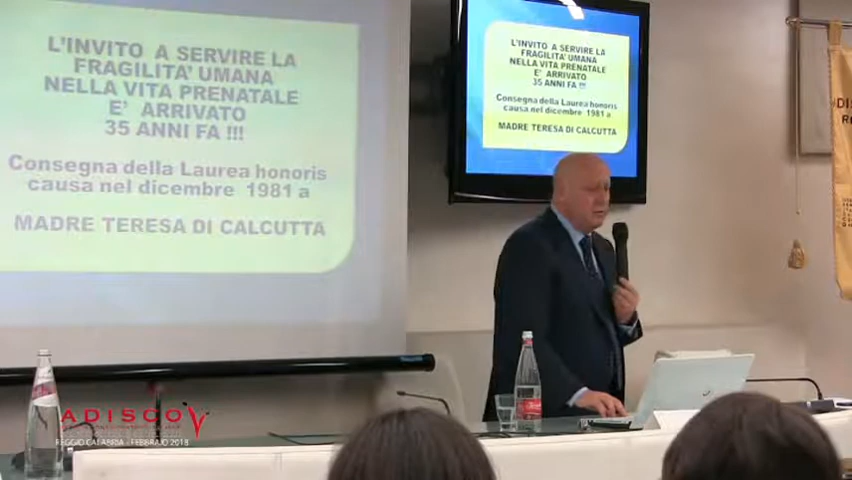 L'INVITO A SERVIRE LA
FRAGILITA' UMANA
NELLA VITA PRENATALE
E' ARRIVATO
35 ANNI FA !!!
Consegna della Laurea honoris
causa nel dicembre 1981 a
MADRE TERESA DI CALCUTTA
L'INVITO A SERVIRE LA
FRAGILITA' UMANA
NELLA VITA PRENATALE
E' ARRIVATO
35 ANNI FA !!!
Consegna della Laurea honoris
causa nel dicembre 1981 a
MADRE TERESA DI CALCUTTA
ADISCO
REGGIO CALABRIA - FEBBRAIO 2018